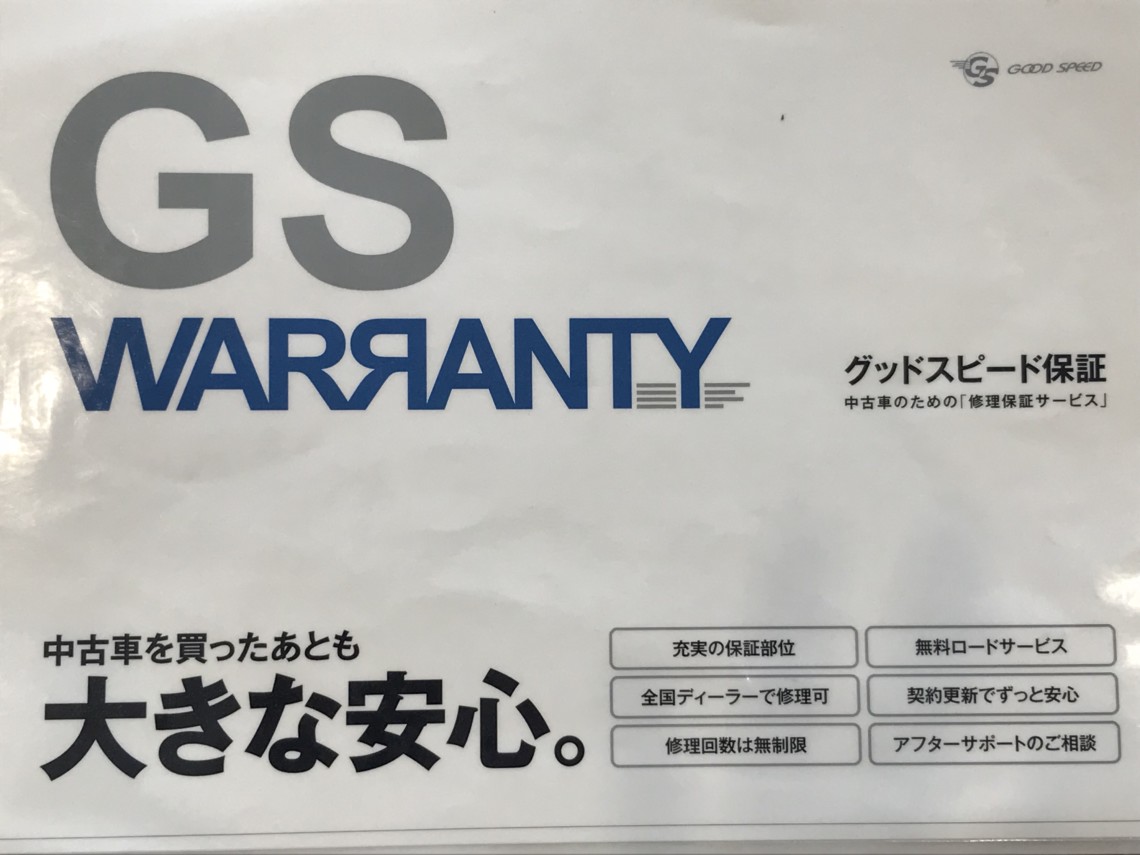 GS
GOOD SPEED
GS
WARRANTY
グッドスピード保証
中古車のための「修理保証サービス」
中古車を買ったあとも
大きな安心。
充実の保証部位
無料ロードサービス
全国ディーラーで修理可
契約更新でずっと安心
修理回数は無制限
アフターサポートのご相談